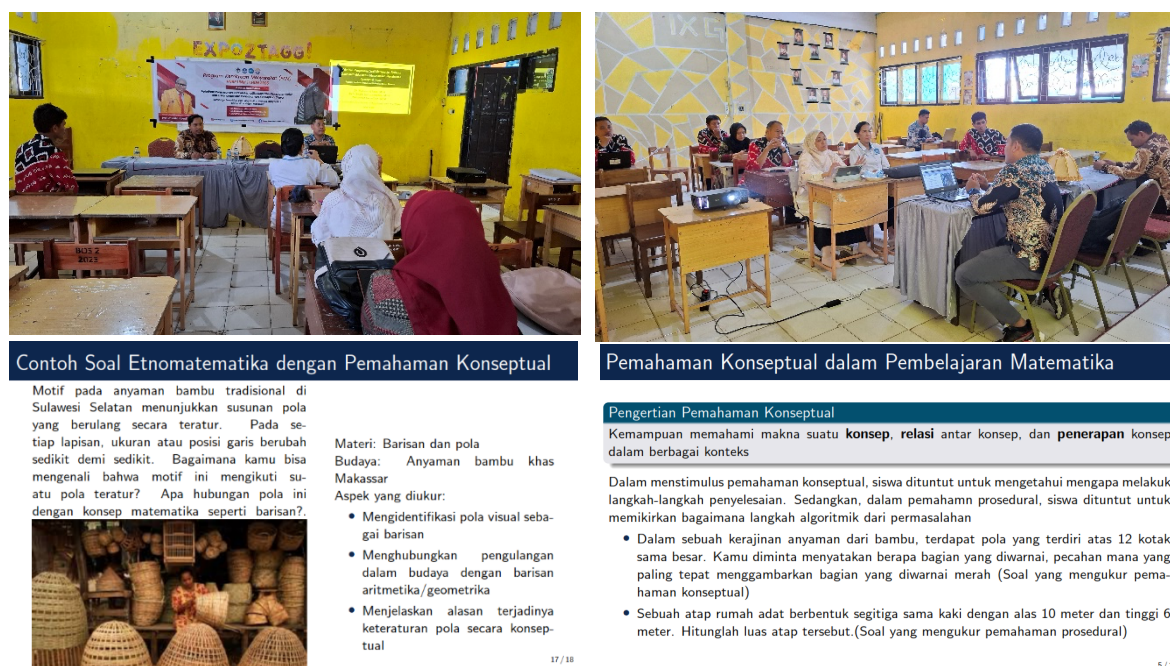 EXPOZTAGG!
IX.G
IX IS 2
2023
Contoh Soal Etnomatematika dengan Pemahaman Konseptual
Motif pada anyaman bambu tradisional di
Sulawesi Selatan menunjukkan susunan pola
yang berulang secara teratur. Pada se-
tiap lapisan, ukuran atau posisi garis berubah
sedikit demi sedikit. Bagaimana kamu bisa
mengenali bahwa motif ini mengikuti su-
atu pola teratur? Apa hubungan pola ini
dengan konsep matematika seperti barisan?.
Materi: Barisan dan pola
Budaya: Anyaman bambu khas
Makassar
Aspek yang diukur:
• Mengidentifikasi pola visual seba-
gai barisan
• Menghubungkan pengulangan
dalam budaya dengan barisan
aritmetika/geometrika
• Menjelaskan alasan terjadinya
keteraturan pola secara konsep-
tual
17 / 18
Pemahaman Konseptual dalam Pembelajaran Matematika
Pengertian Pemahaman Konseptual
Kemampuan memahami makna suatu konsep, relasi antar konsep, dan penerapan konsep
dalam berbagai konteks
Dalam menstimulus pemahaman konseptual, siswa dituntut untuk mengetahui mengapa melakuk
langkah-langkah penyelesaian. Sedangkan, dalam pemahamn prosedural, siswa dituntut untuk
memikirkan bagaimana langkah algoritmik dari permasalahan
• Dalam sebuah kerajinan anyaman dari bambu, terdapat pola yang terdiri atas 12 kotak
sama besar. Kamu diminta menyatakan berapa bagian yang diwarnai, pecahan mana yang
paling tepat menggambarkan bagian yang diwarnai merah (Soal yang mengukur pema-
haman konseptual)
• Sebuah atap rumah adat berbentuk segitiga sama kaki dengan alas 10 meter dan tinggi 6
meter. Hitunglah luas atap tersebut.(Soal yang mengukur pemahaman prosedural)